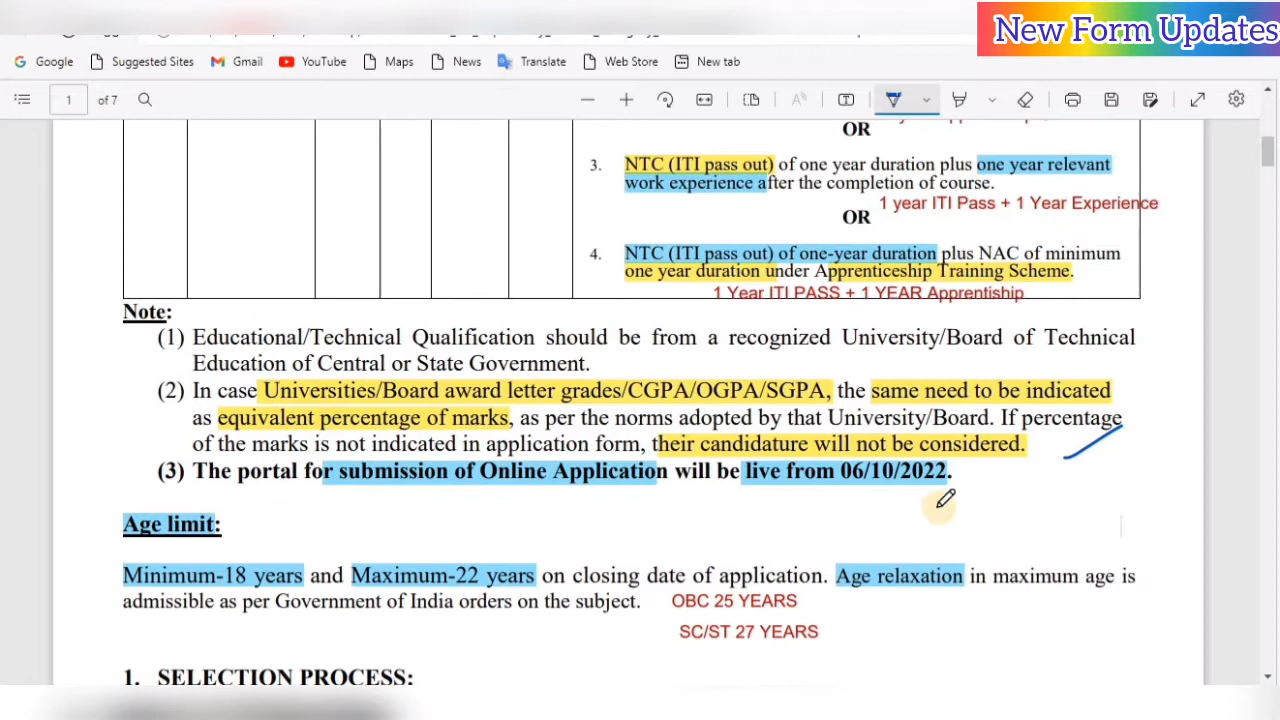 New Form Updates
Google Suggested Sites Gmail YouTube Maps News Translate Web Store New tab
1 of 7
OR
3. NTC (ITI pass out) of one year duration plus one year relevant
work experience after the completion of course.
1 year ITI Pass + 1 Year Experience
OR
4. NTC (ITI pass out) of one-year duration plus NAC of minimum
one year duration under Apprenticeship Training Scheme.
1 Year ITI PASS + 1 YEAR Apprentiship
Note:
(1) Educational/Technical Qualification should be from a recognized University/Board of Technical
Education of Central or State Government.
(2) In case Universities/Board award letter grades/CGPA/OGPA/SGPA, the same need to be indicated
as equivalent percentage of marks, as per the norms adopted by that University/Board. If percentage
of the marks is not indicated in application form, their candidature will not be considered.
(3) The portal for submission of Online Application will be live from 06/10/2022.
Age limit:
Minimum-18 years and Maximum-22 years on closing date of application. Age relaxation in maximum age is
admissible as per Government of India orders on the subject.
OBC 25 YEARS
SC/ST 27 YEARS
1. SELECTION PROCESS: